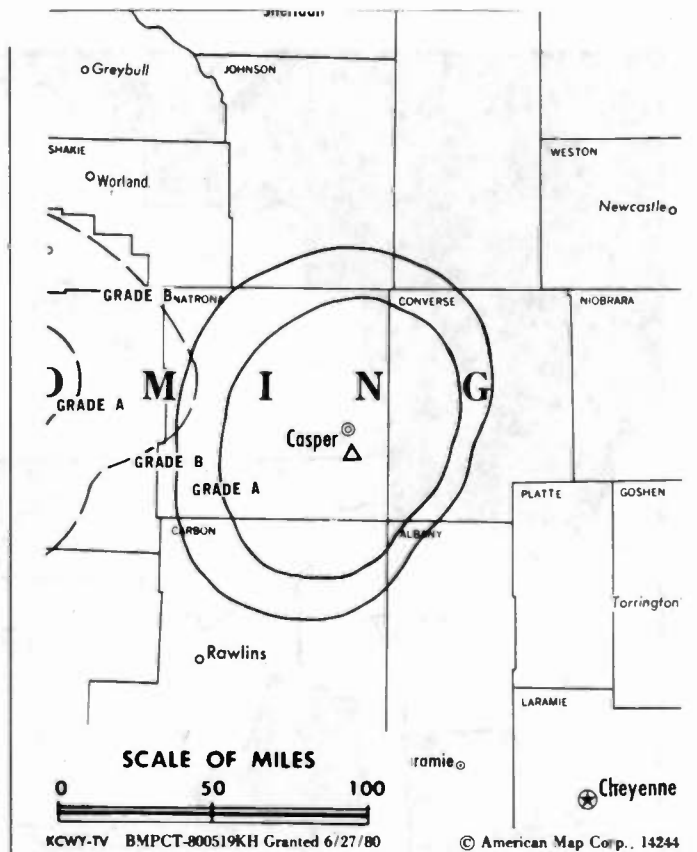 Sheridan
Greybull
JOHNSON
SHAKIE
WESTON
Worland
Newcastle
GRADE B
NATRONA
CONVERSE
NIOBRARA
M I N G
GRADE A
Casper
GRADE B
GRADE A
PLATTE
GOSHEN
CARBON
ALBANY
Torrington
Rawlins
LARAMIE
SCALE OF MILES
ramie
0 50 100
Cheyenne
KCWY-TV BMPCT-800519KH Granted 6/27/80
© American Map Corp., 14244